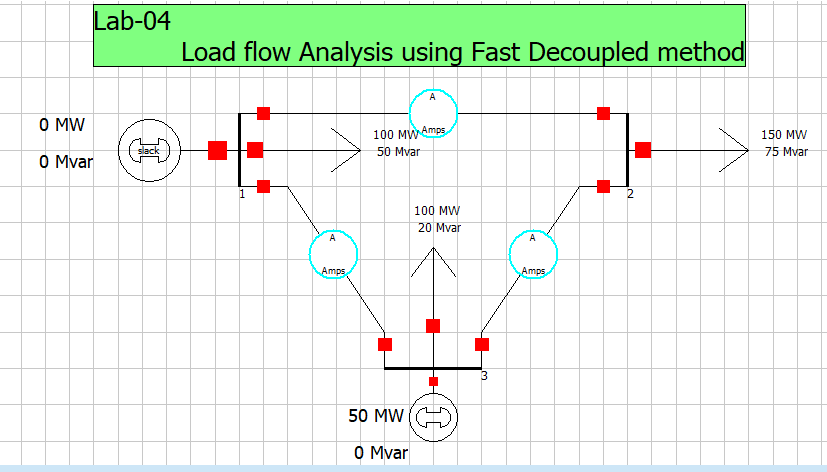 Lab-04
Load flow Analysis using Fast Decoupled method
A
Amps
0 MW
0 Mvar
slack
100 MW
50 Mvar
150 MW
75 Mvar
1
2
100 MW
20 Mvar
A
Amps
A
Amps
3
50 MW
0 Mvar